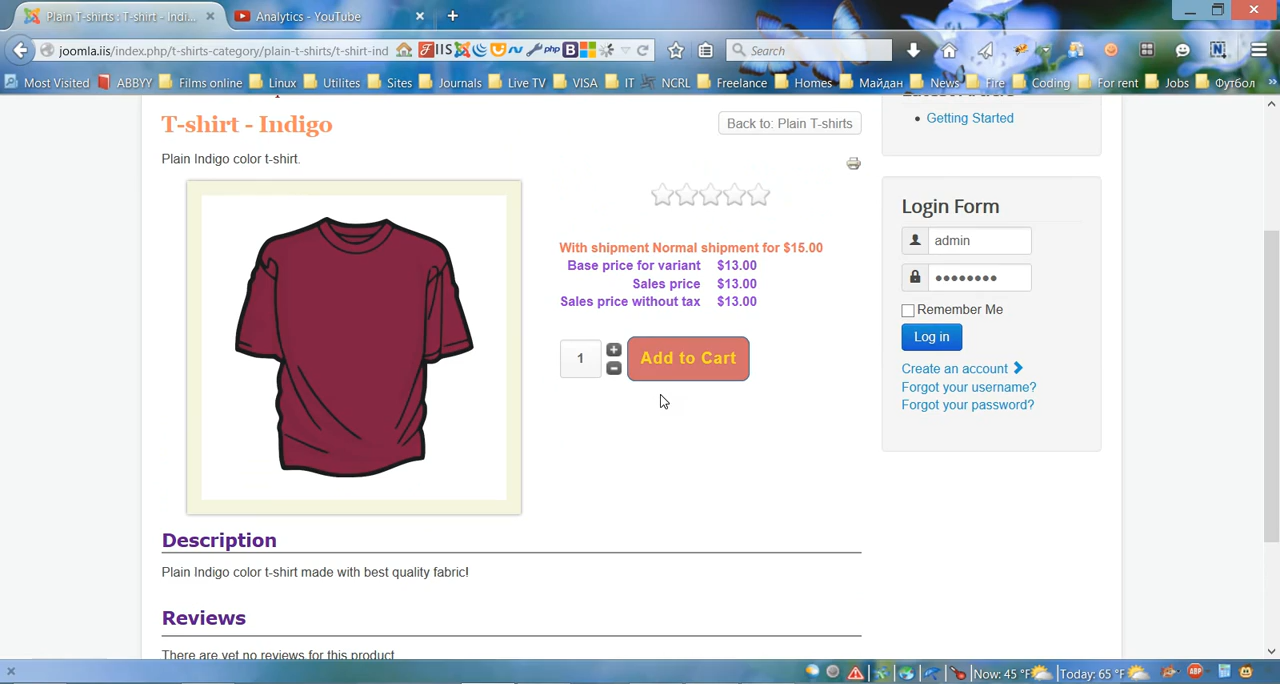 Plain T-shirts : T-shirt - Indi...
Analytics - YouTube
joomla.iis/index.php/t-shirts-category/plain-t-shirts/t-shirt-ind
IIS
php
B
Search
N
Most Visited
ABBYY
Films online
Linux
Utilites
Sites
Journals
Live TV
VISA
IT
NCRL
Freelance
Homes
Майдан
News
Fire
Coding
For rent
Jobs
Футбол
T-shirt - Indigo
Back to: Plain T-shirts
Getting Started
Plain Indigo color t-shirt.
With shipment Normal shipment for $15.00
Base price for variant $13.00
Sales price $13.00
Sales price without tax $13.00
1
Add to Cart
Login Form
admin
Remember Me
Log in
Create an account
Forgot your username?
Forgot your password?
Description
Plain Indigo color t-shirt made with best quality fabric!
Reviews
There are yet no reviews for this product
ABP
Now: 45 °F
Today: 65 °F